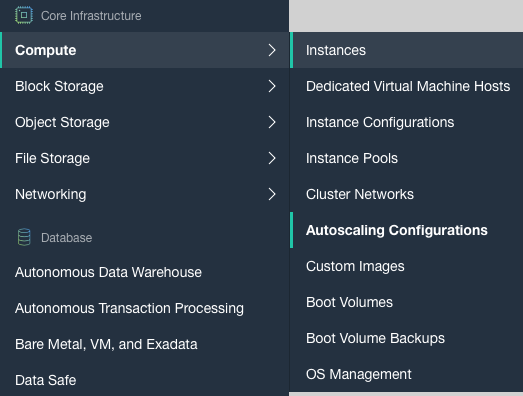 Core Infrastructure
Compute
Block Storage
Object Storage
File Storage
Networking
Database
Autonomous Data Warehouse
Autonomous Transaction Processing
Bare Metal, VM, and Exadata
Data Safe
Instances
Dedicated Virtual Machine Hosts
Instance Configurations
Instance Pools
Cluster Networks
Autoscaling Configurations
Custom Images
Boot Volumes
Boot Volume Backups
OS Management